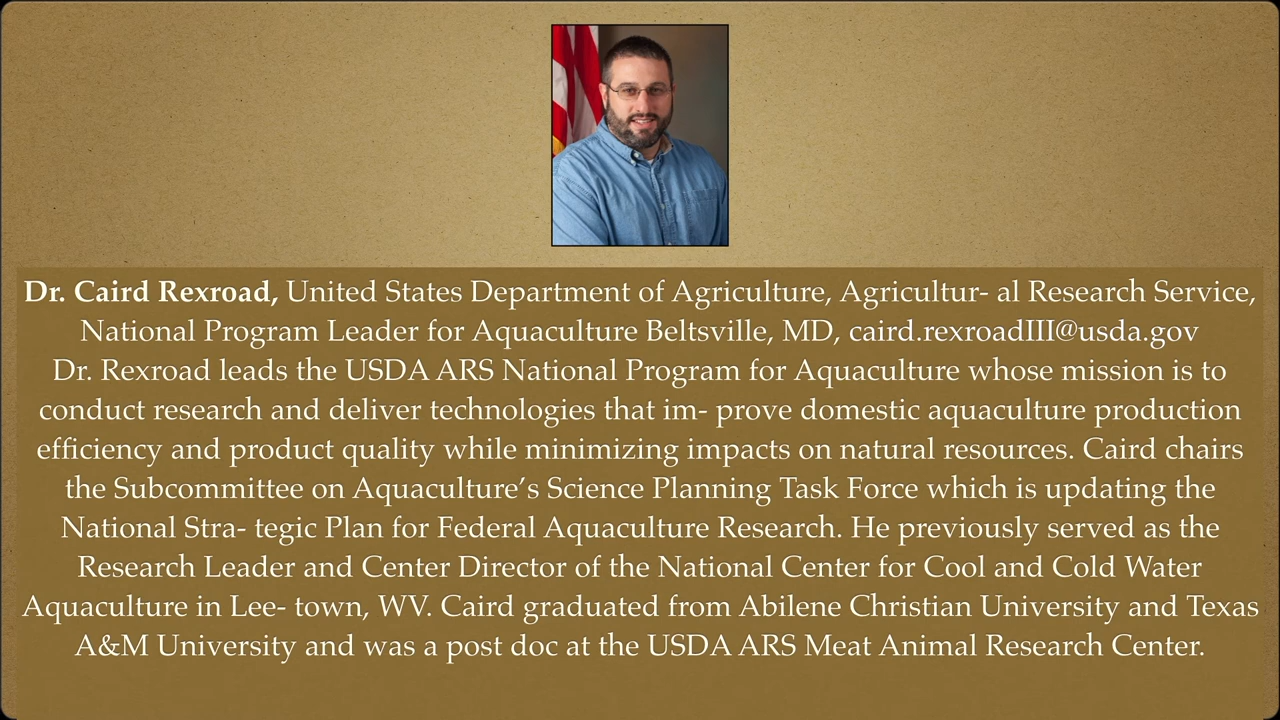 Dr. Caird Rexroad, United States Department of Agriculture, Agricultur- al Research Service,
National Program Leader for Aquaculture Beltsville, MD, caird.rexroadIII@usda.gov
Dr. Rexroad leads the USDA ARS National Program for Aquaculture whose mission is to
conduct research and deliver technologies that im- prove domestic aquaculture production
efficiency and product quality while minimizing impacts on natural resources. Caird chairs
the Subcommittee on Aquaculture’s Science Planning Task Force which is updating the
National Stra- tegic Plan for Federal Aquaculture Research. He previously served as the
Research Leader and Center Director of the National Center for Cool and Cold Water
Aquaculture in Lee- town, WV. Caird graduated from Abilene Christian University and Texas
A&M University and was a post doc at the USDA ARS Meat Animal Research Center.